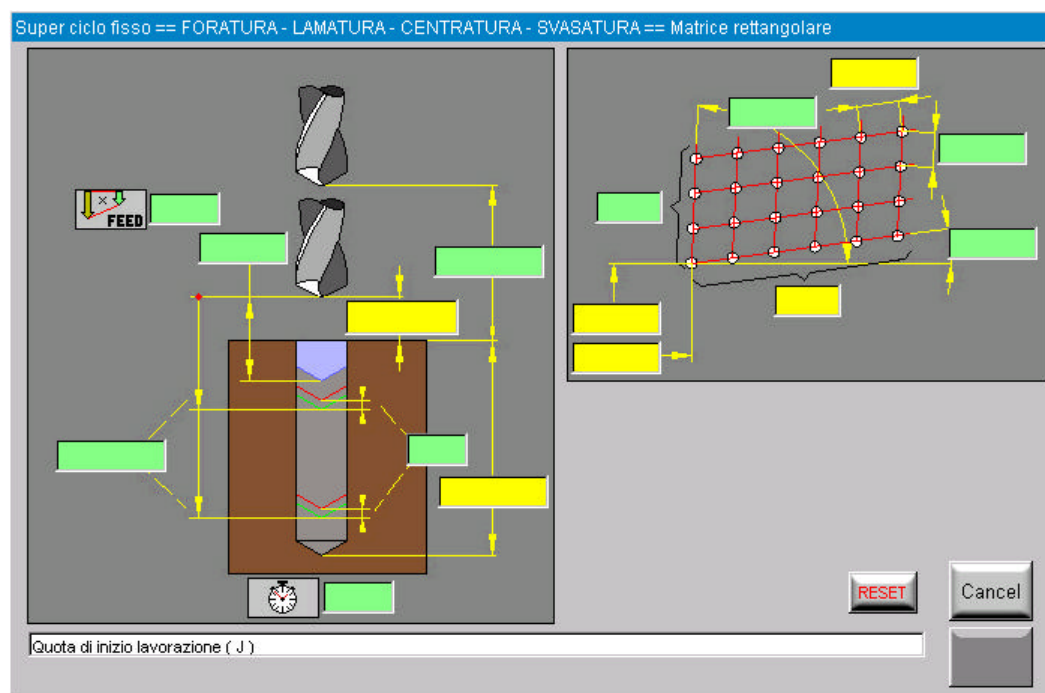 Super ciclo fisso == FORATURA - LAMATURA - CENTRATURA - SVASATURA == Matrice rettangolare
×
FEED
RESET
Cancel
Quota di inizio lavorazione ( J )